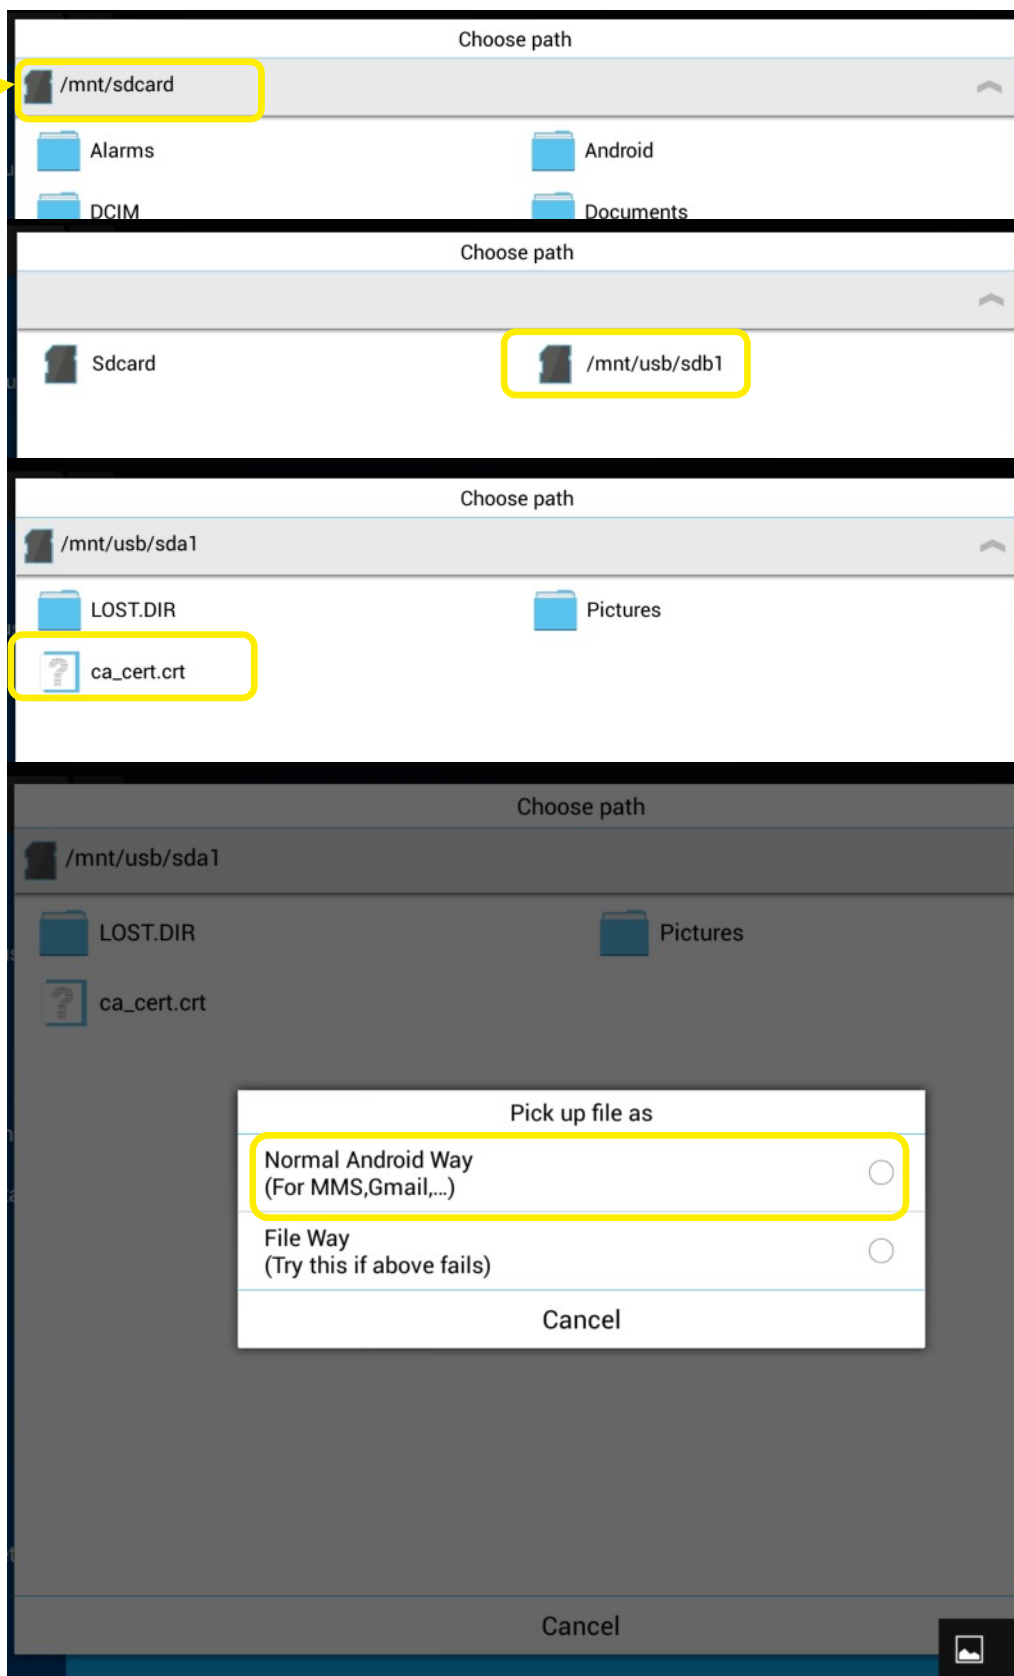 Choose path
/mnt/sdcard
Alarms
Android
DCIM
Documents
Choose path
Sdcard
/mnt/usb/sdb1
Choose path
/mnt/usb/sda1
LOST.DIR
Pictures
ca_cert.crt
Choose path
/mnt/usb/sda1
LOST.DIR
Pictures
ca_cert.crt
Pick up file as
Normal Android Way
(For MMS,Gmail,...)
File Way
(Try this if above fails)
Cancel
Cancel